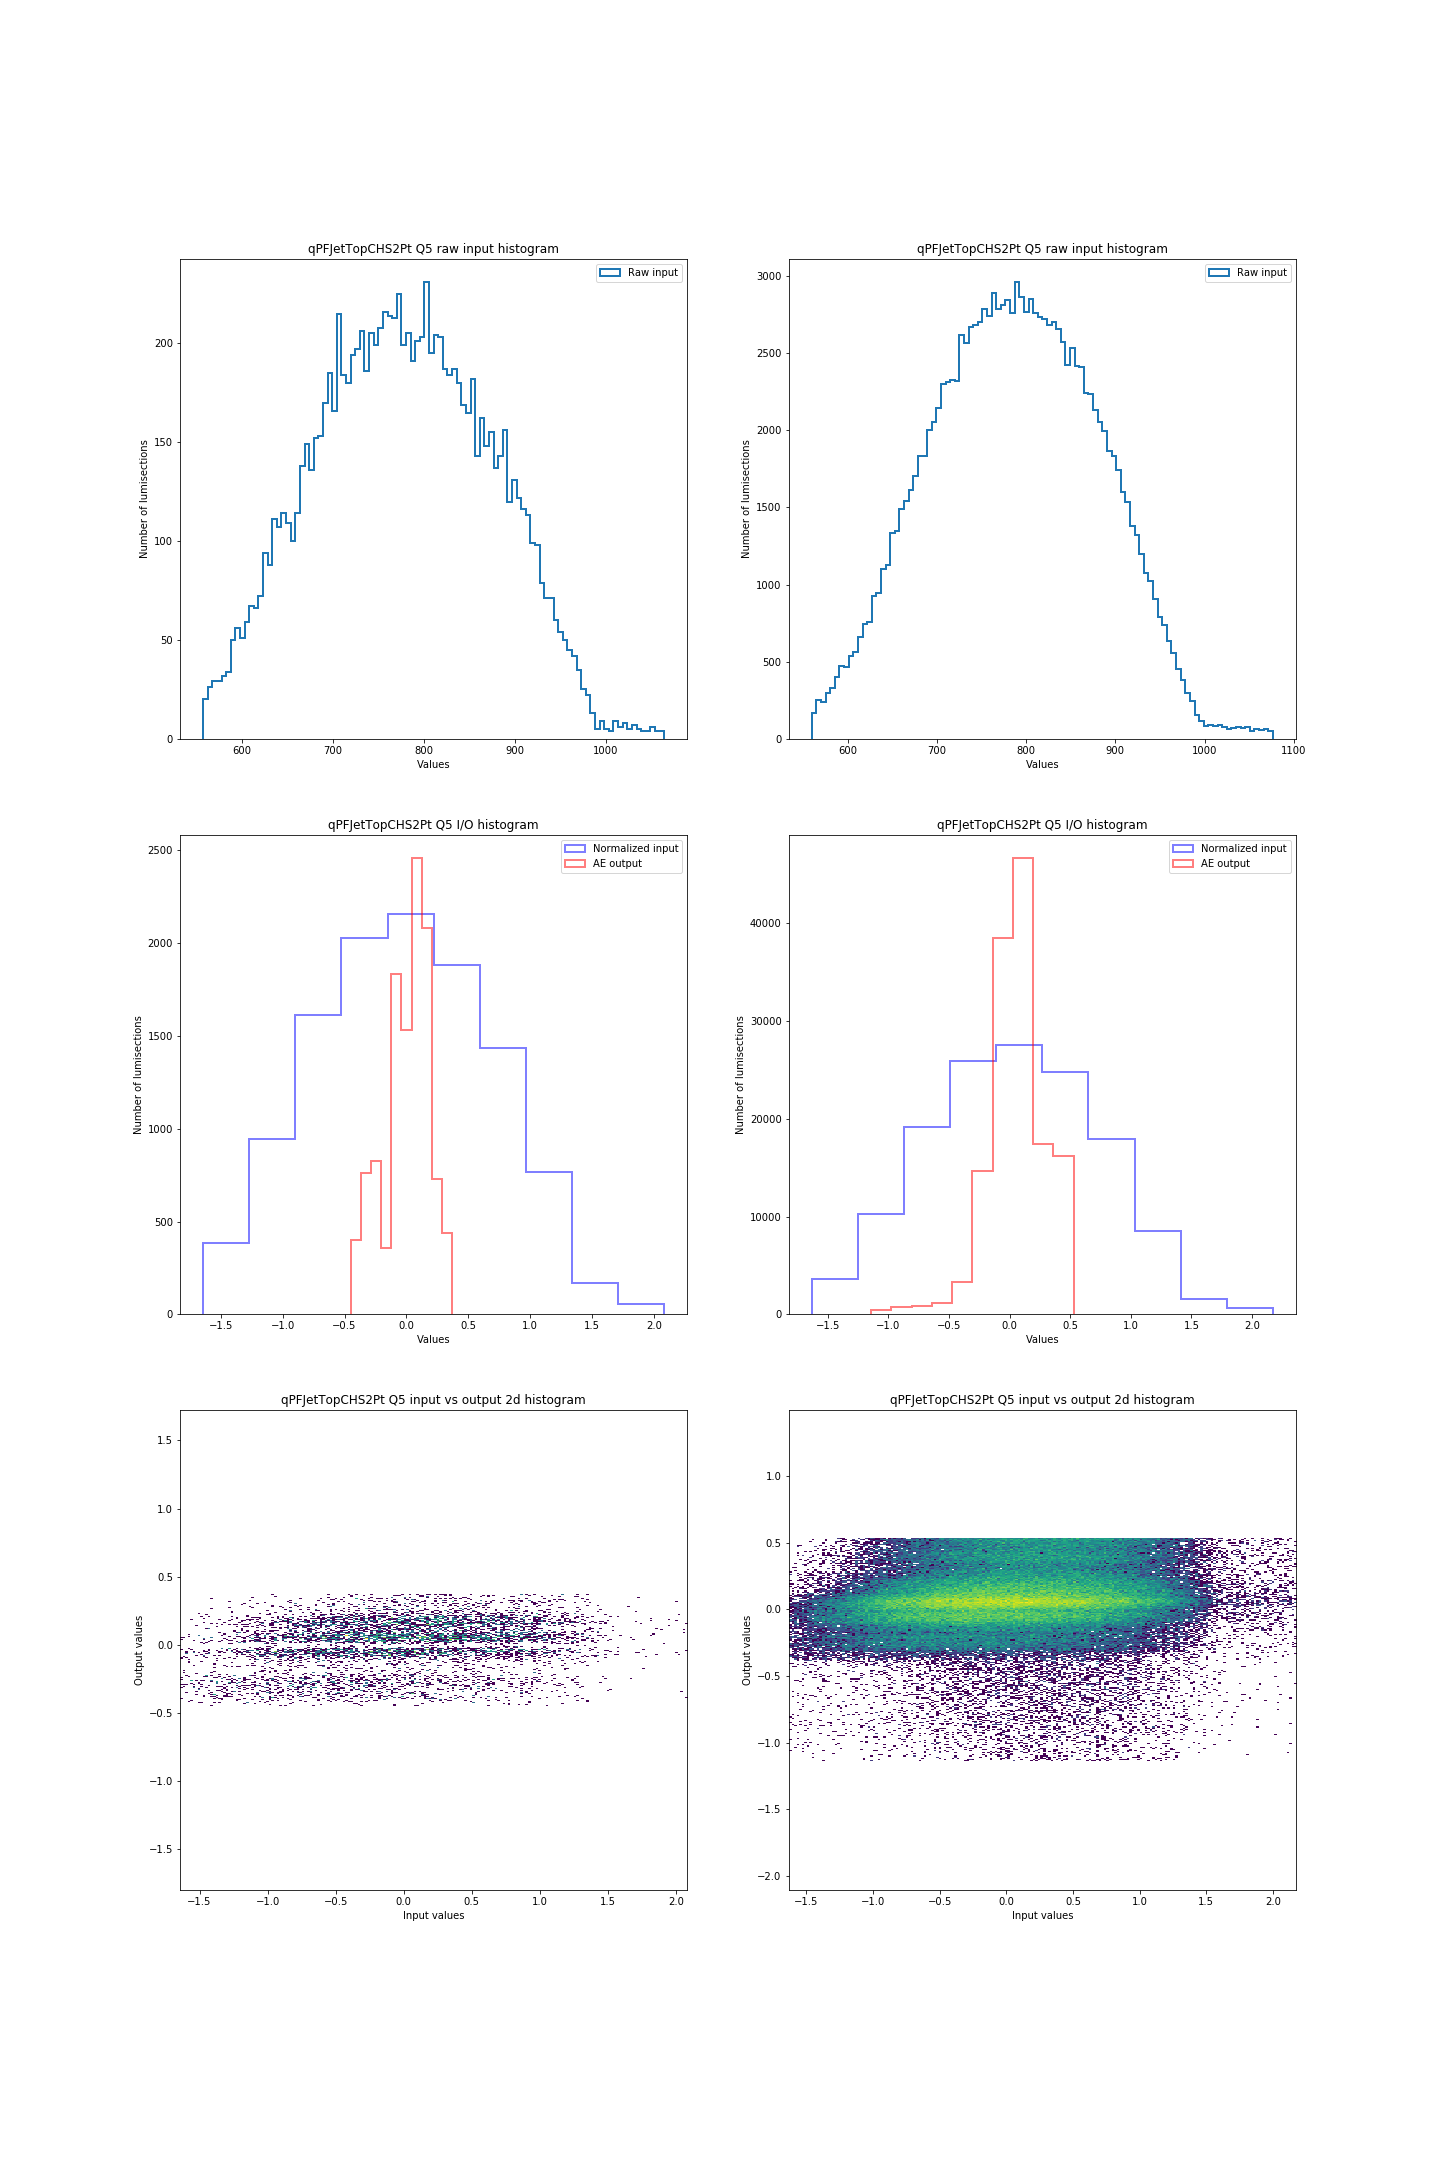 qPFJetTopCHS2Pt Q5 raw input histogram
Raw input
Number of lumisections
200
150
100
50
0
600 700 800 900 1000
Values
qPFJetTopCHS2Pt Q5 raw input histogram
Raw input
Number of lumisections
3000
2500
2000
1500
1000
500
0
600 700 800 900 1000 1100
Values
qPFJetTopCHS2Pt Q5 I/O histogram
Normalized input
AE output
Number of lumisections
2500
2000
1500
1000
500
0
−1.5 −1.0 −0.5 0.0 0.5 1.0 1.5 2.0
Values
qPFJetTopCHS2Pt Q5 I/O histogram
Normalized input
AE output
Number of lumisections
40000
30000
20000
10000
0
−1.5 −1.0 −0.5 0.0 0.5 1.0 1.5 2.0
Values
qPFJetTopCHS2Pt Q5 input vs output 2d histogram
Output values
1.5
1.0
0.5
0.0
−0.5
−1.0
−1.5
−1.5 −1.0 −0.5 0.0 0.5 1.0 1.5 2.0
Input values
qPFJetTopCHS2Pt Q5 input vs output 2d histogram
Output values
1.0
0.5
0.0
−0.5
−1.0
−1.5
−2.0
−1.5 −1.0 −0.5 0.0 0.5 1.0 1.5 2.0
Input values